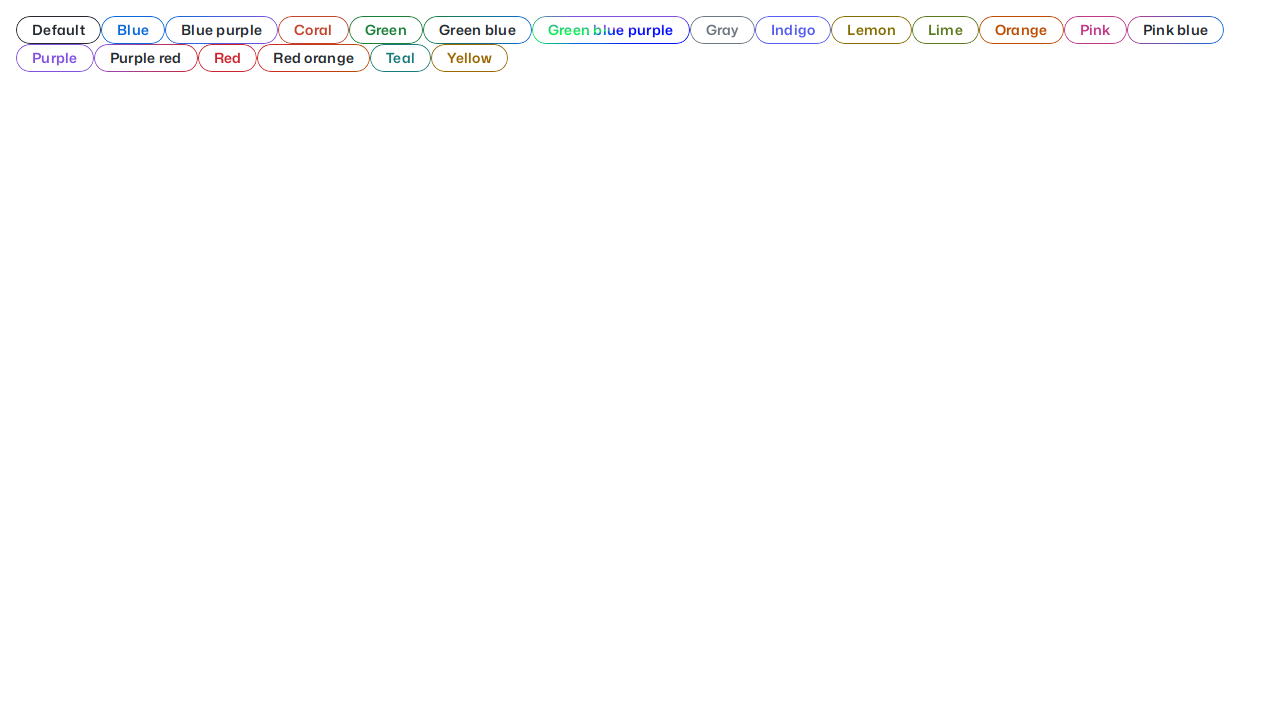 Default Blue Blue purple Coral Green Green blue Green blue purple Gray Indigo Lemon Lime Orange Pink Pink blue
Purple Purple red Red Red orange Teal Yellow